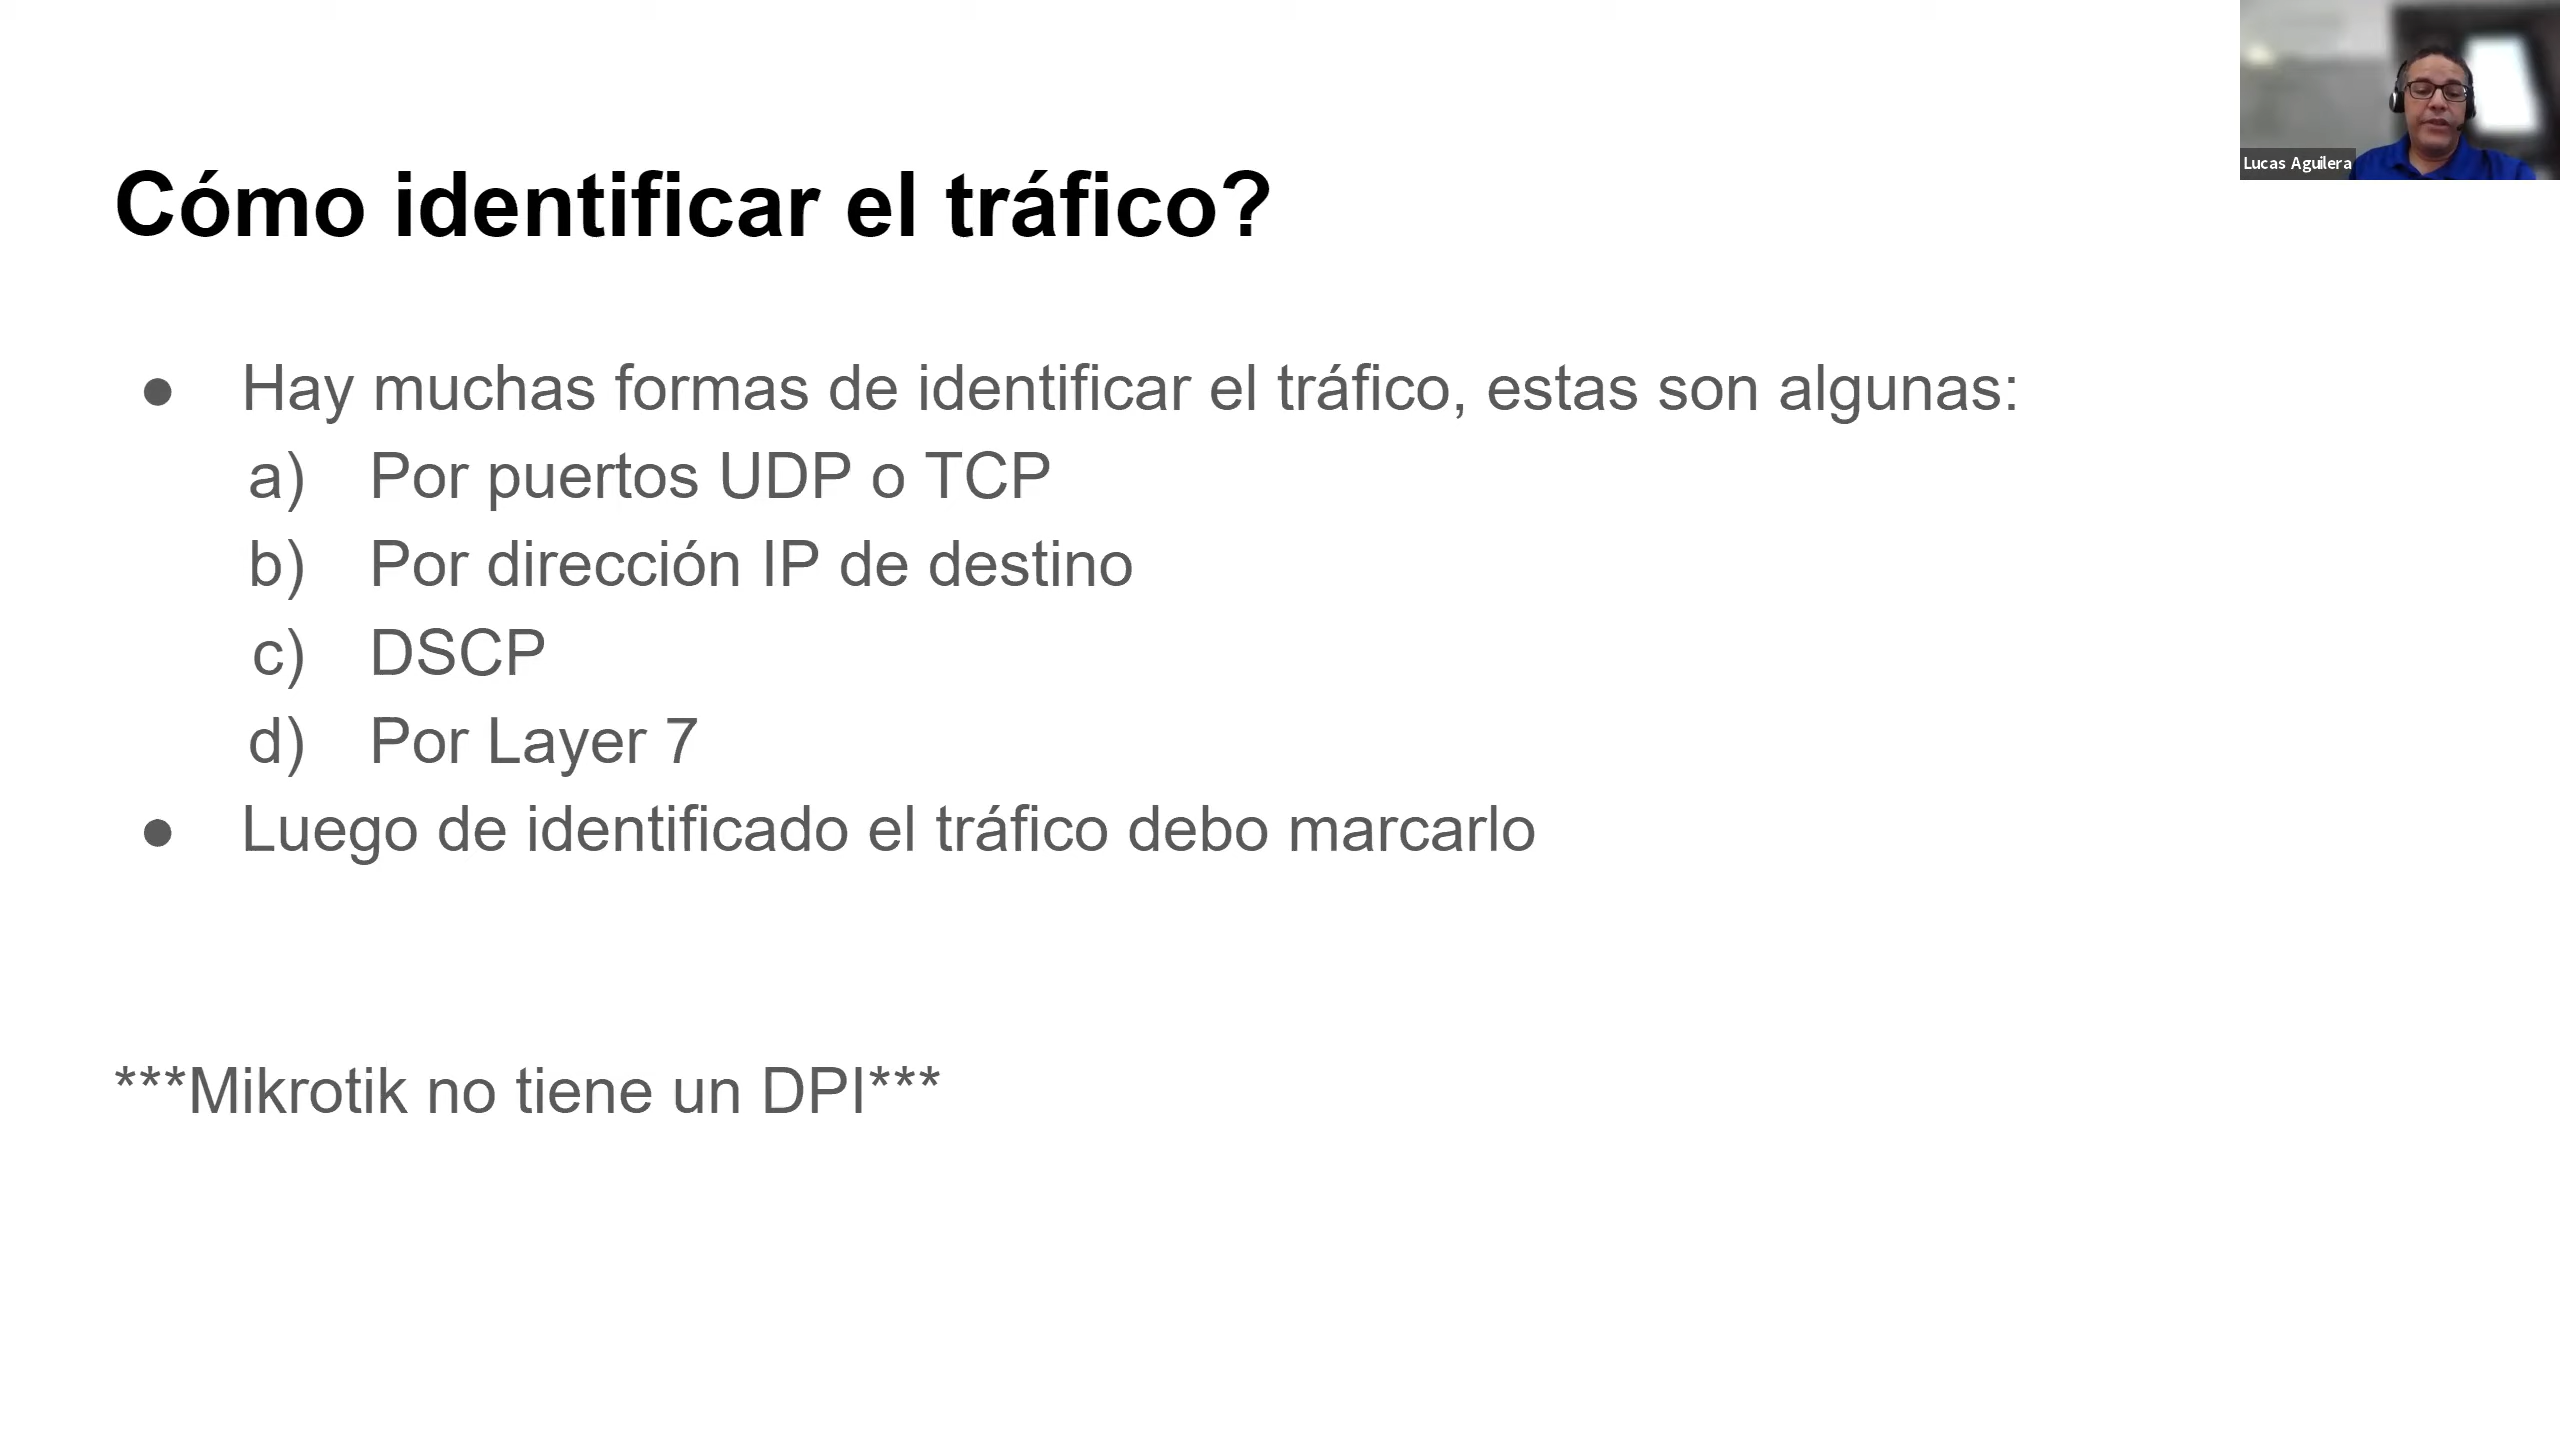 Lucas Aguilera
Cómo identificar el tráfico?
● Hay muchas formas de identificar el tráfico, estas son algunas:
a) Por puertos UDP o TCP
b) Por dirección IP de destino
c) DSCP
d) Por Layer 7
● Luego de identificado el tráfico debo marcarlo
***Mikrotik no tiene un DPI***